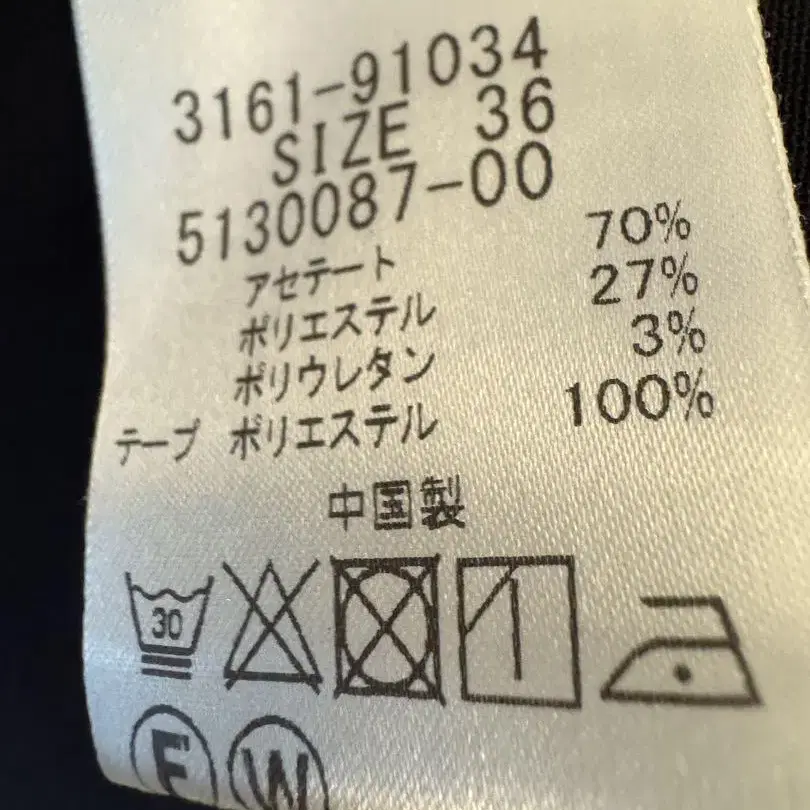 3161-91034
SIZE 36
5130087-00
アセテート 70%
ポリエステル 27%
ポリウレタン 3%
テープ ポリエステル 100%
中国製
30
F W